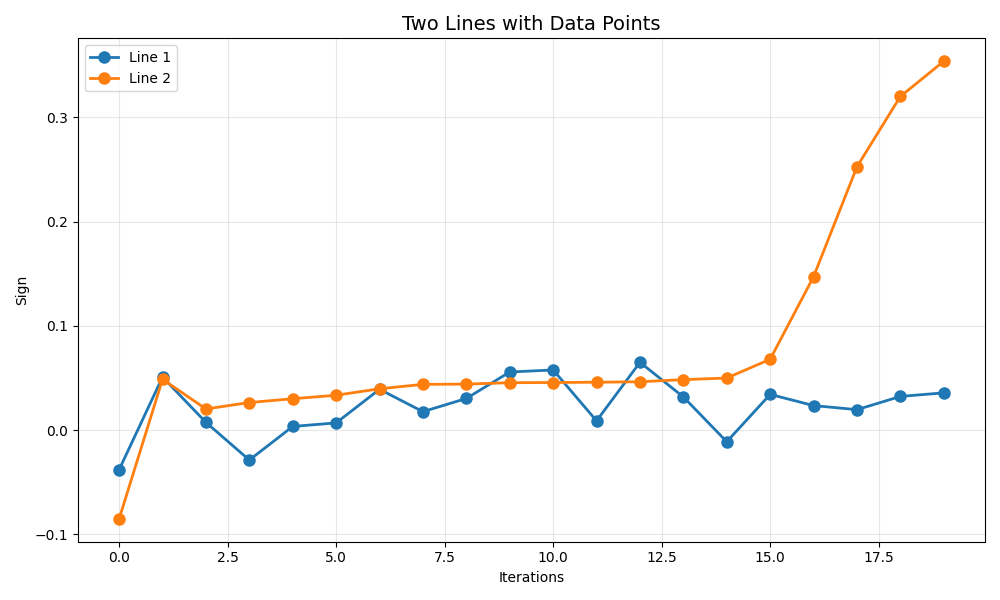 Two Lines with Data Points
Line 1
Line 2
Sign
0.3
0.2
0.1
0.0
−0.1
0.0 2.5 5.0 7.5 10.0 12.5 15.0 17.5
Iterations